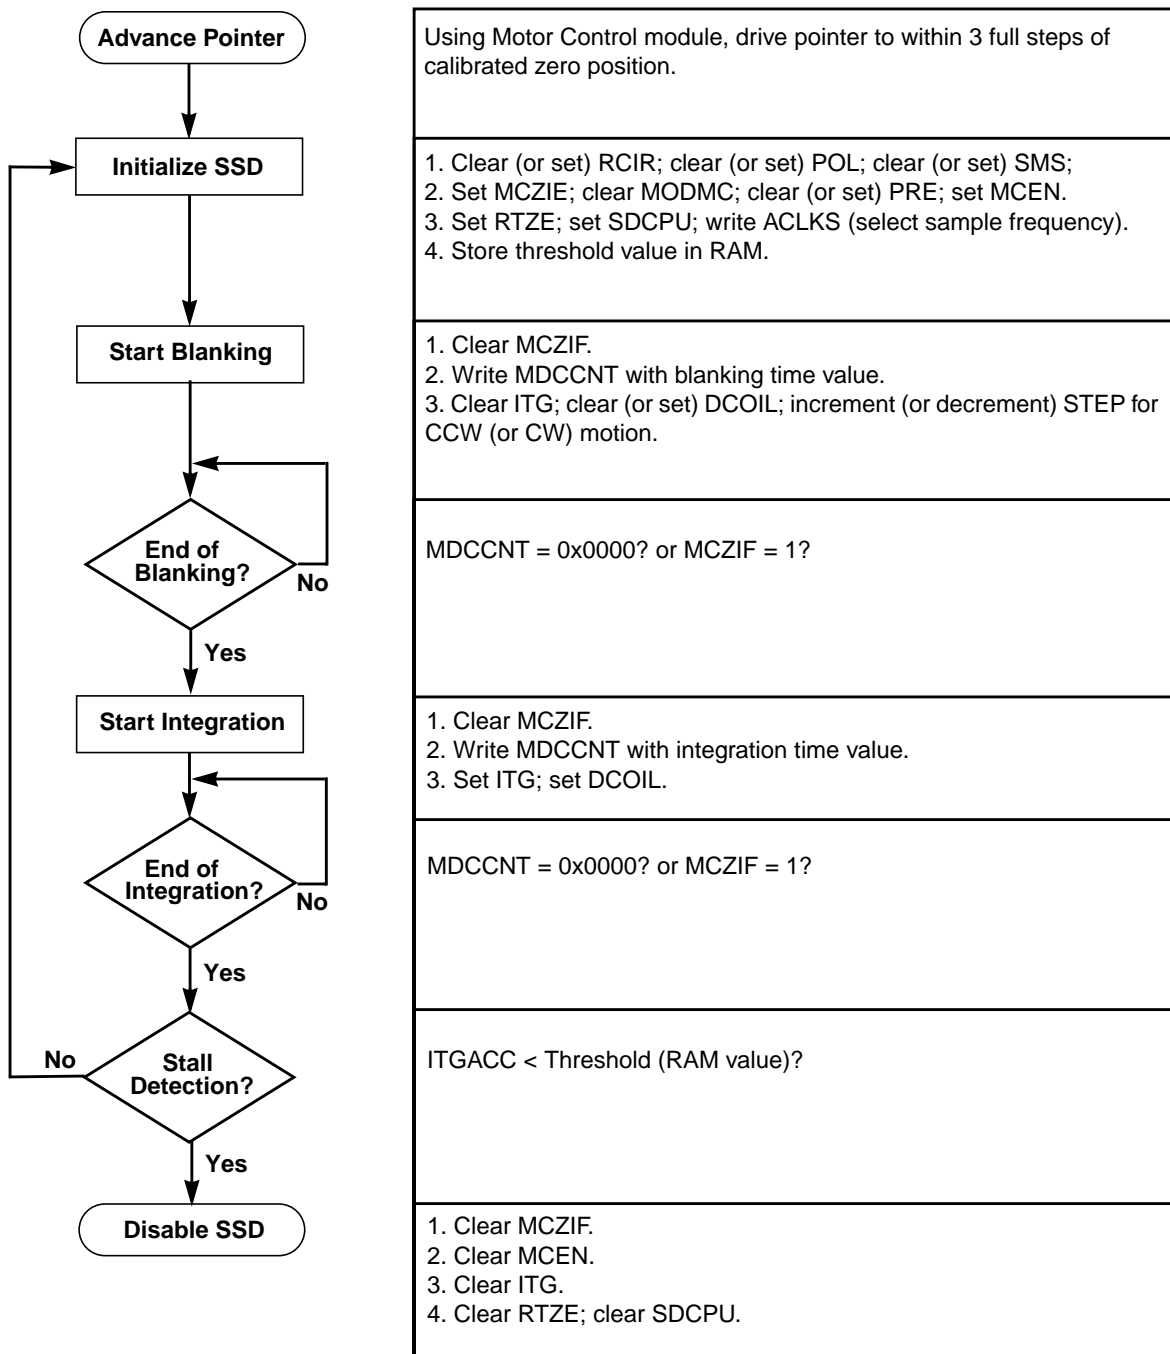 Advance Pointer
Using Motor Control module, drive pointer to within 3 full steps of
calibrated zero position.
Initialize SSD
1. Clear (or set) RCIR; clear (or set) POL; clear (or set) SMS;
2. Set MCZIE; clear MODMC; clear (or set) PRE; set MCEN.
3. Set RTZE; set SDCPU; write ACLKS (select sample frequency).
4. Store threshold value in RAM.
Start Blanking
1. Clear MCZIF.
2. Write MDCCNT with blanking time value.
3. Clear ITG; clear (or set) DCOIL; increment (or decrement) STEP for
CCW (or CW) motion.
End of
Blanking?
No
Yes
MDCCNT = 0x0000? or MCZIF = 1?
Start Integration
1. Clear MCZIF.
2. Write MDCCNT with integration time value.
3. Set ITG; set DCOIL.
End of
Integration?
No
Yes
MDCCNT = 0x0000? or MCZIF = 1?
No
Stall
Detection?
Yes
ITGACC < Threshold (RAM value)?
Disable SSD
1. Clear MCZIF.
2. Clear MCEN.
3. Clear ITG.
4. Clear RTZE; clear SDCPU.